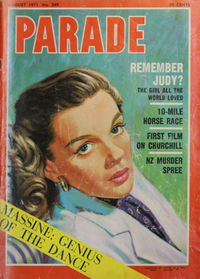 AUGUST 1971 No. 249
20 CENTS
PARADE
REMEMBER
JUDY?
THE GIRL ALL THE
WORLD LOVED
10-MILE
HORSE RACE
FIRST FILM
ON CHURCHILL
NZ MURDER
SPREE
MASSINE: GENIUS
OF THE DANCE